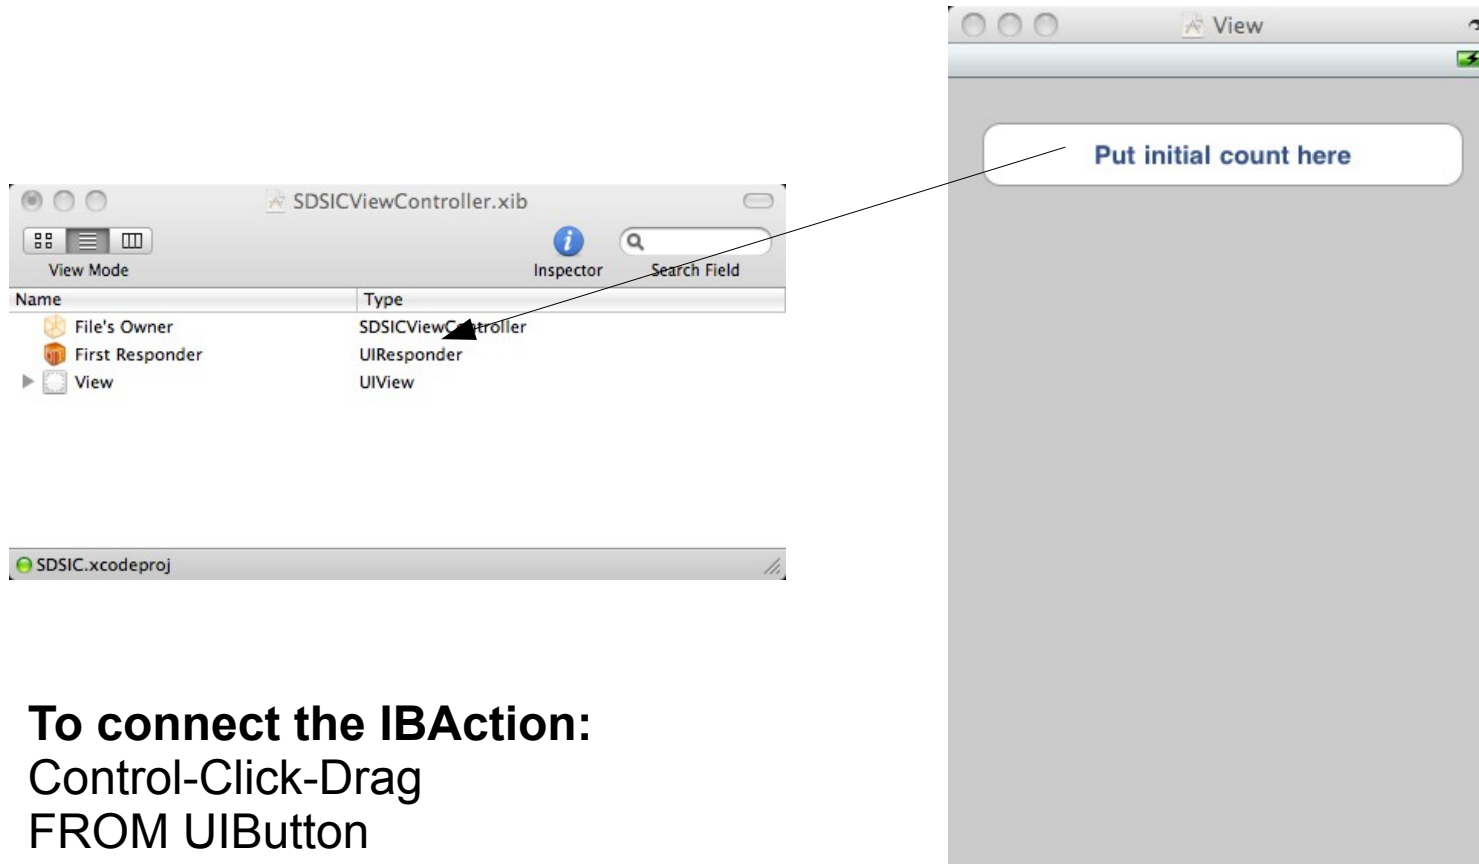 View
Put initial count here
SDSICViewController.xib
View Mode
Inspector
Search Field
Name Type
File's Owner SDSICViewController
First Responder UIResponder
View UIView
SDSIC.xcodeproj
To connect the IBAction:
Control-Click-Drag
FROM UIButton